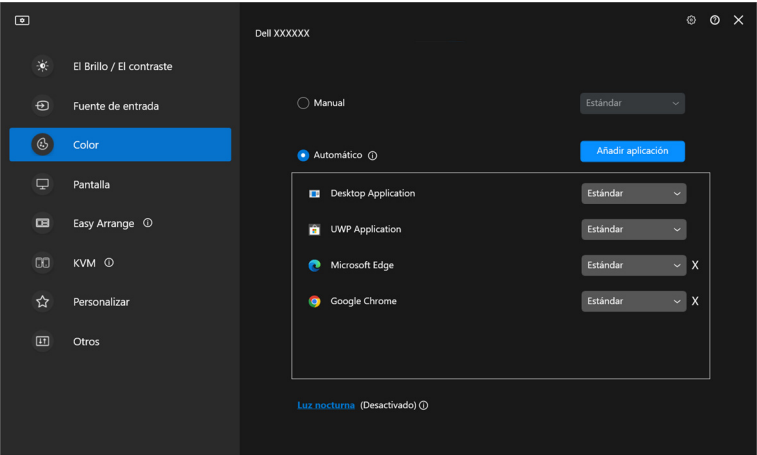 Dell XXXXXX
El Brillo / El contraste
Fuente de entrada
Color
Pantalla
Easy Arrange
KVM
Personalizar
Otros
Manual
Estándar
Automático
Añadir aplicación
Desktop Application
Estándar
UWP Application
Estándar
Microsoft Edge
Estándar
X
Google Chrome
Estándar
X
Luz nocturna (Desactivado)